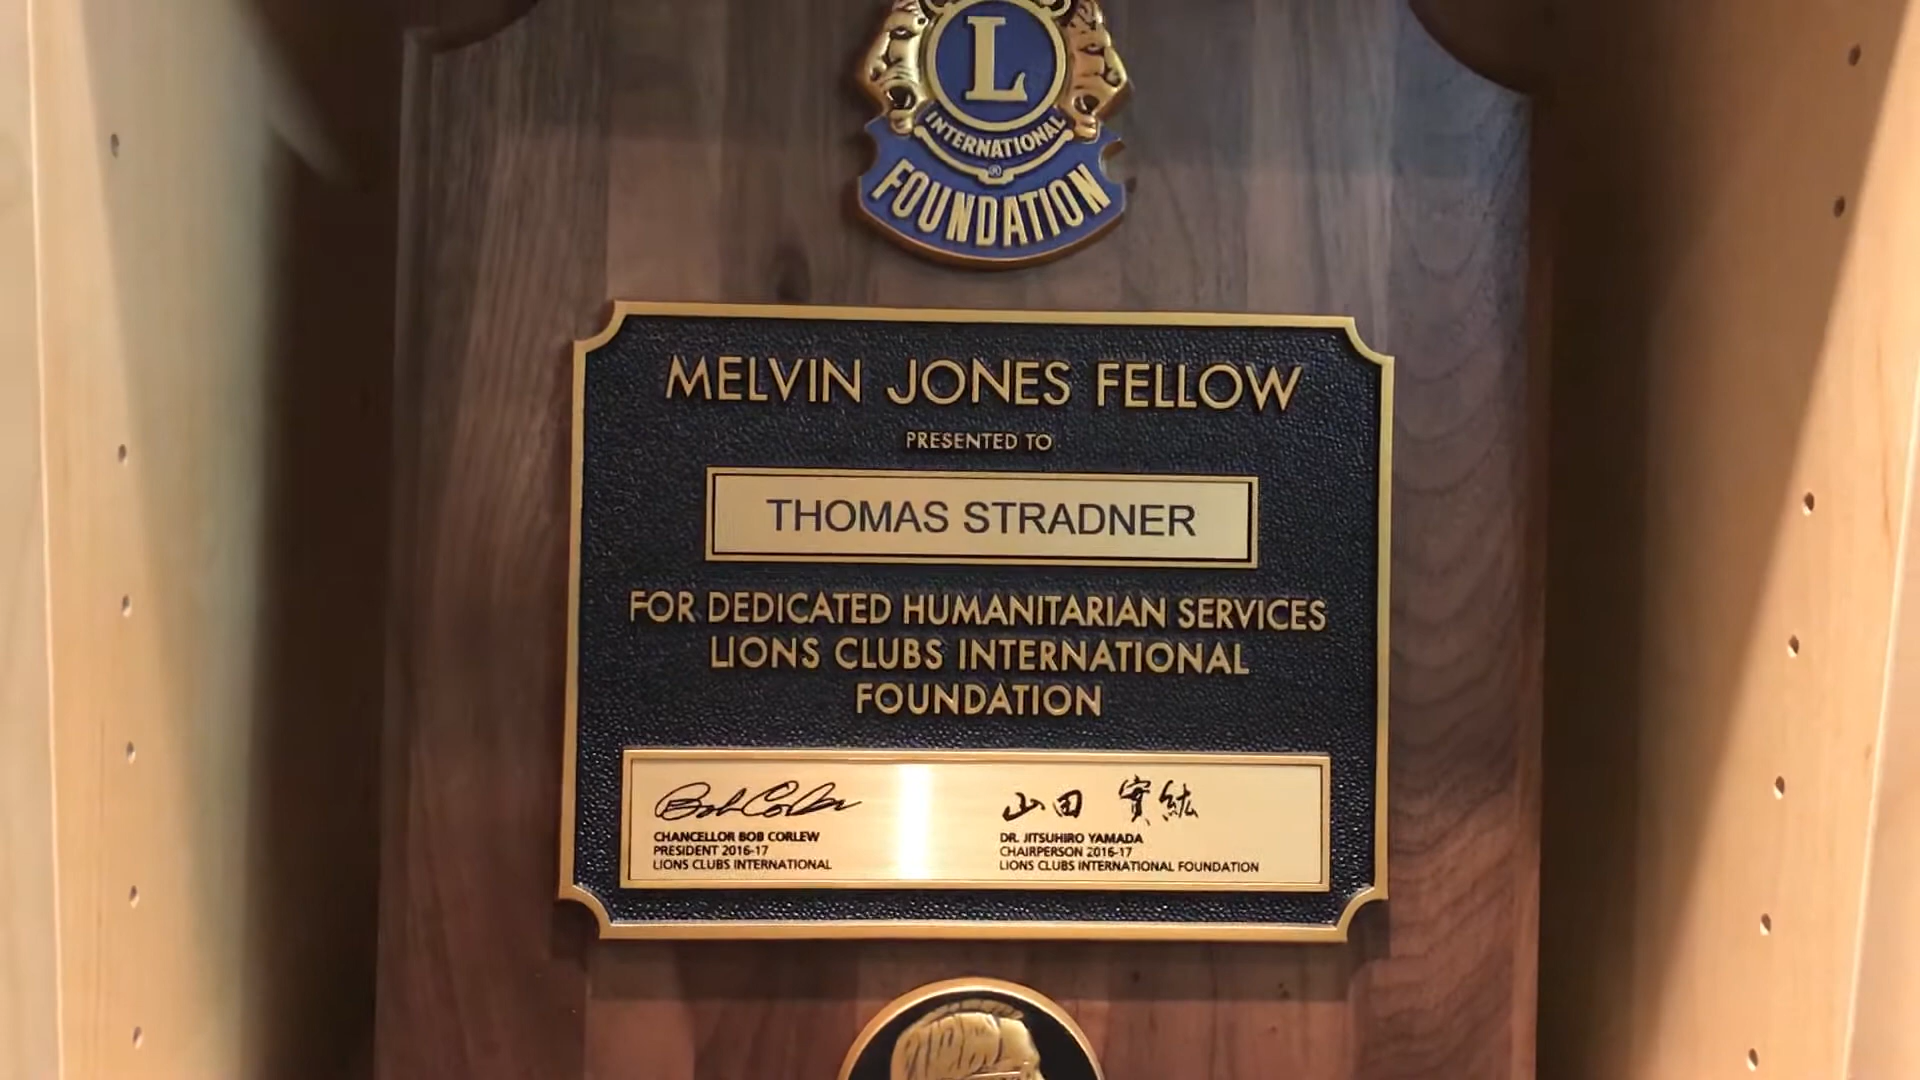 L
INTERNATIONAL
FOUNDATION
MELVIN JONES FELLOW
PRESENTED TO
THOMAS STRADNER
FOR DEDICATED HUMANITARIAN SERVICES
LIONS CLUBS INTERNATIONAL
FOUNDATION
Bob Corlew
CHANCELLOR BOB CORLEW
PRESIDENT 2016-17
LIONS CLUBS INTERNATIONAL
山田 實紘
DR. JITSUHIRO YAMADA
CHAIRPERSON 2016-17
LIONS CLUBS INTERNATIONAL FOUNDATION